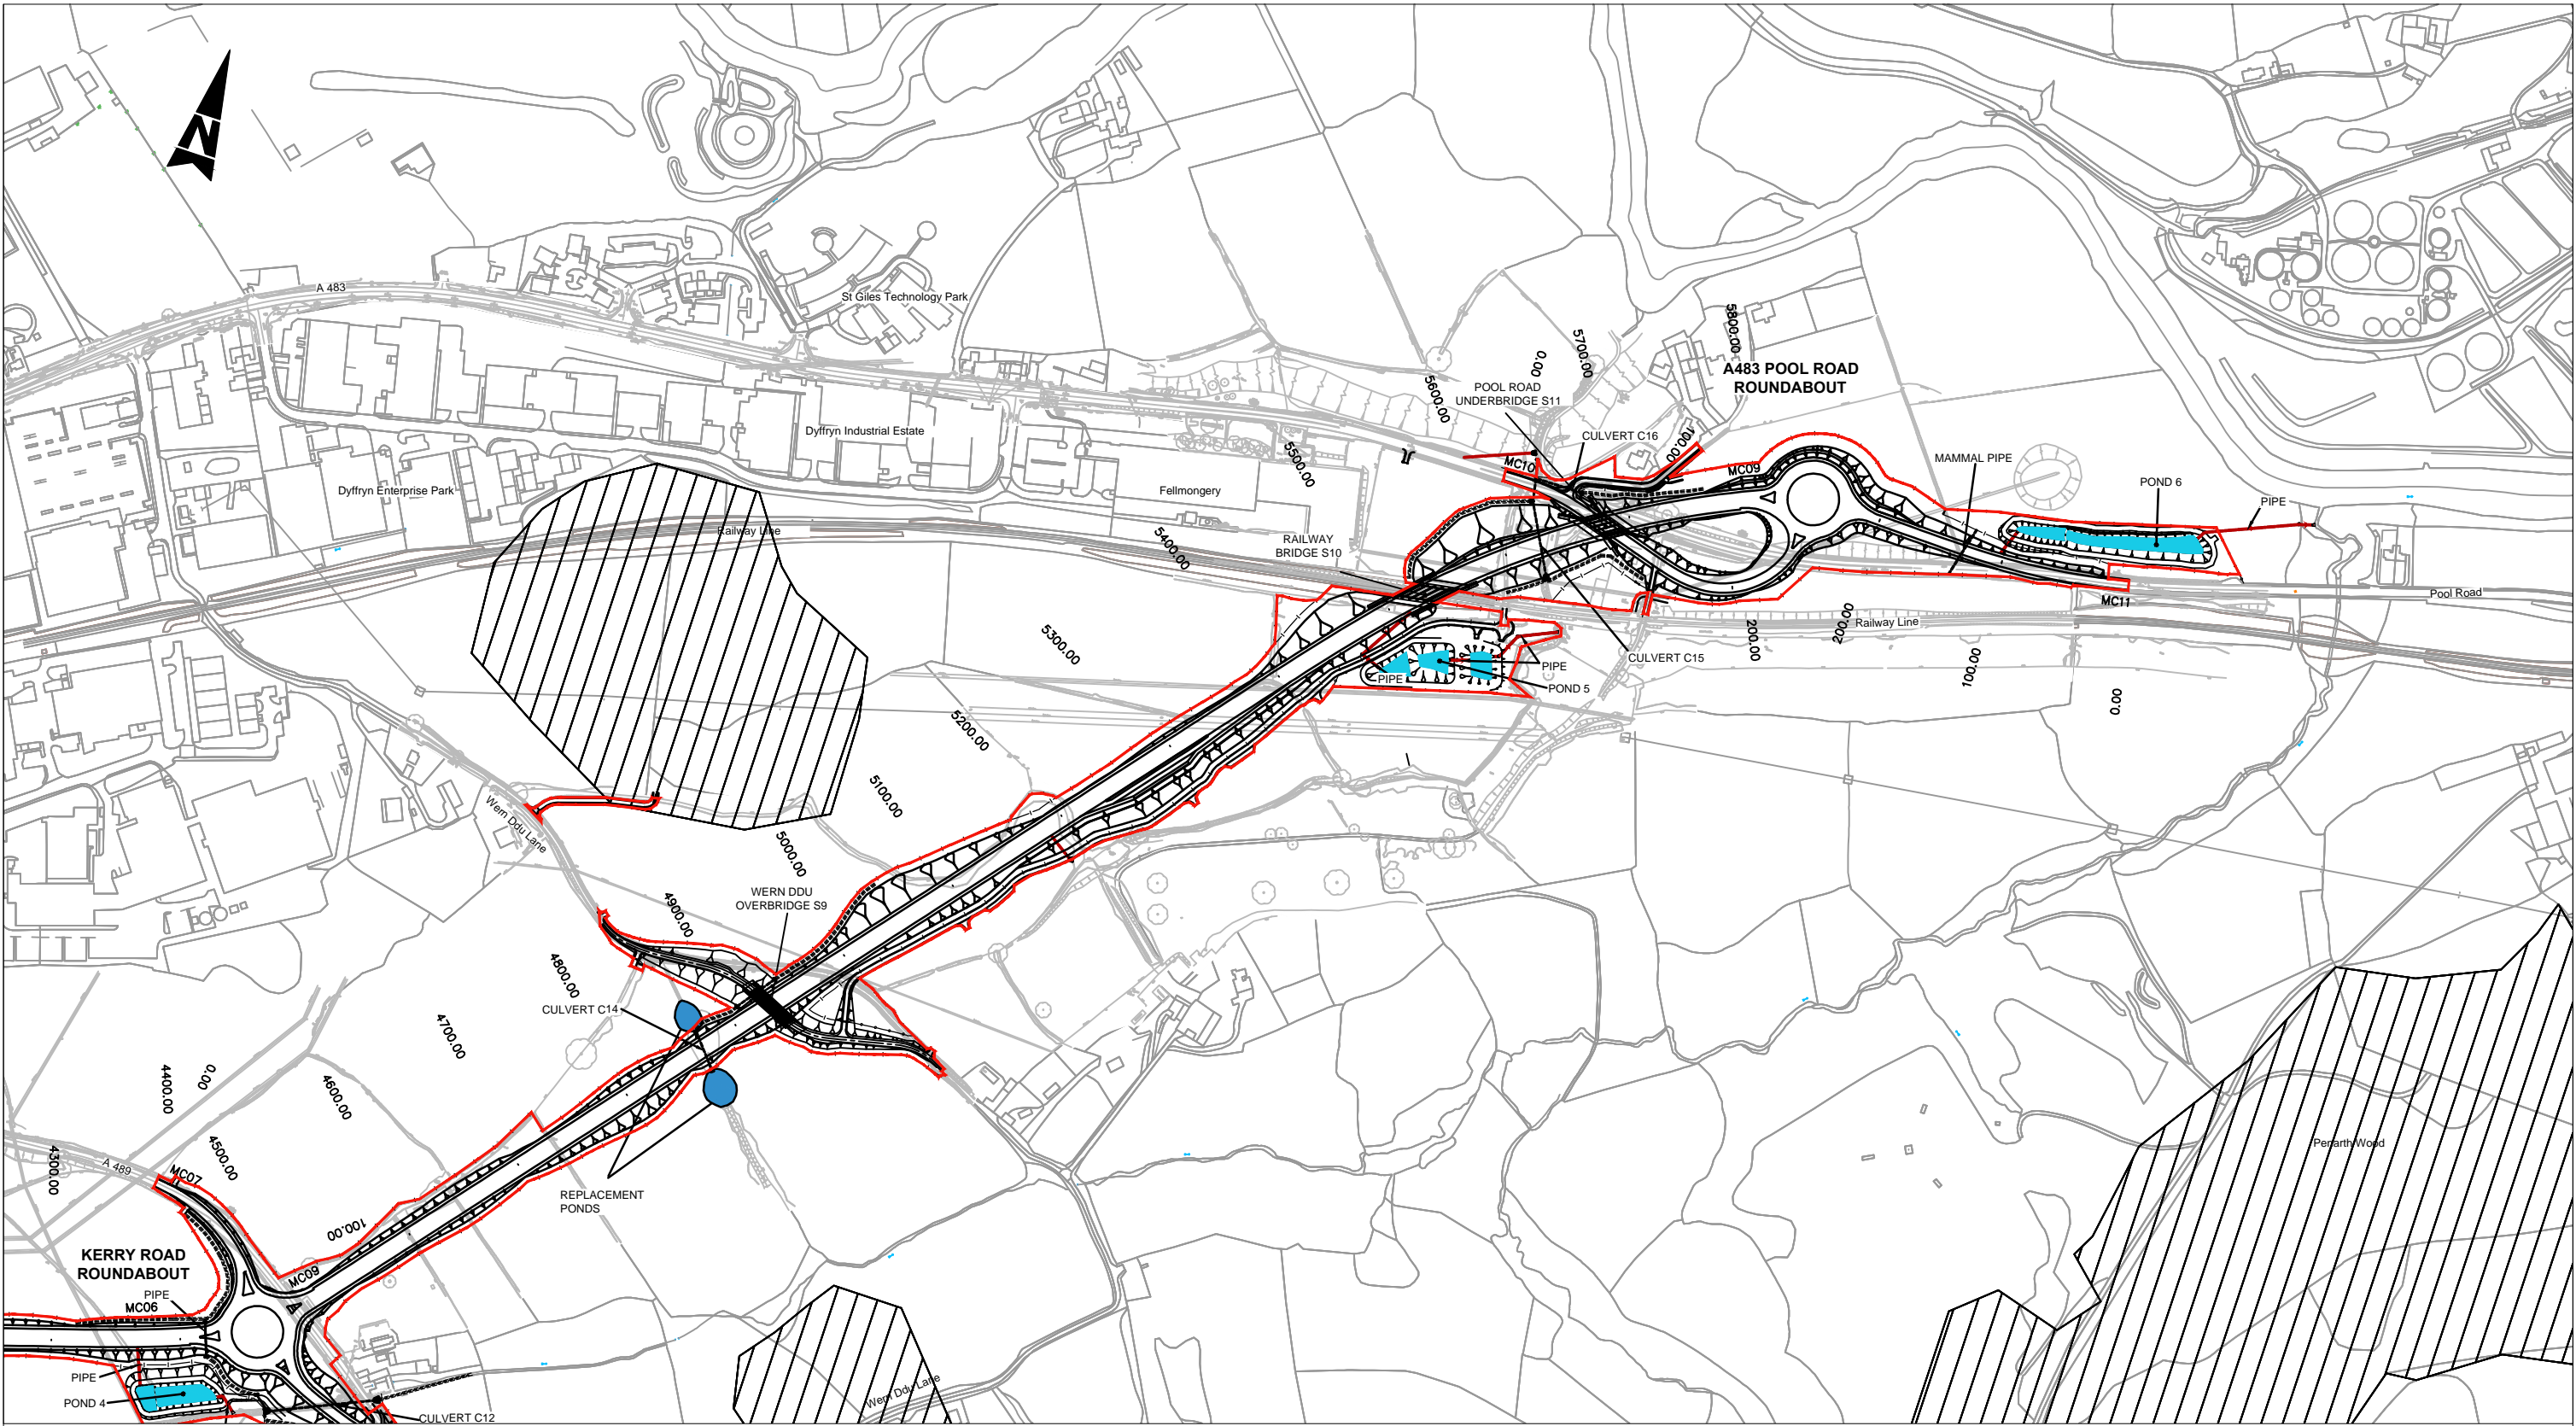 N
A 483
St Giles Technology Park
Dyffryn Industrial Estate
Dyffryn Enterprise Park
Fellmongery
Railway Line
RAILWAY
BRIDGE S10
POOL ROAD
UNDERBRIDGE S11
CULVERT C16
A483 POOL ROAD
ROUNDABOUT
MAMMAL PIPE
POND 6
PIPE
MC10
MC09
MC11
Pool Road
Railway Line
CULVERT C15
PIPE
PIPE
POND 5
5800.00
5700.00
0.00
5600.00
100.00
5500.00
5400.00
5300.00
5200.00
5100.00
5000.00
4900.00
4800.00
4700.00
4600.00
4500.00
4400.00
0.00
4300.00
200.00
200.00
100.00
0.00
Wern Ddu Lane
WERN DDU
OVERBRIDGE S9
CULVERT C14
REPLACEMENT
PONDS
A 489
MC07
100.00
MC09
KERRY ROAD
ROUNDABOUT
PIPE
MC06
PIPE
POND 4
CULVERT C12
Wern Ddu Lane
Penarth Wood